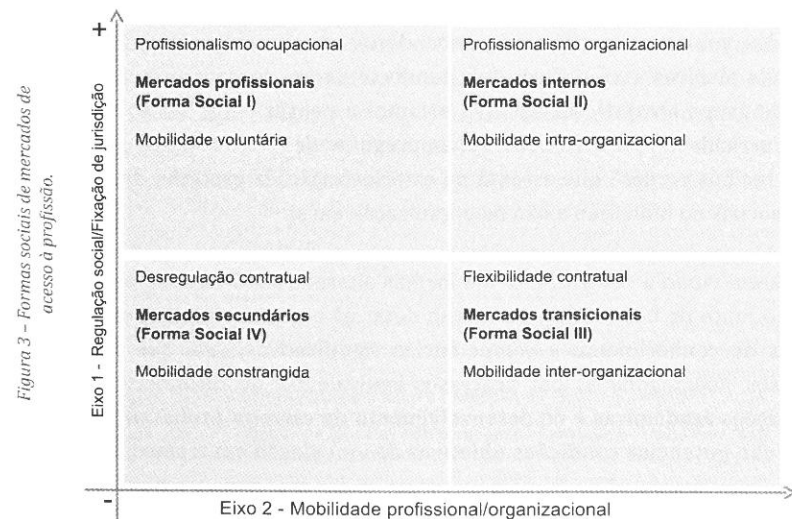 Figura 3 – Formas sociais de mercados de
acesso à profissão.
+
Eixo 1 - Regulação social/Fixação de jurisdição
-
Profissionalismo ocupacional
Mercados profissionais
(Forma Social I)
Mobilidade voluntária
Profissionalismo organizacional
Mercados internos
(Forma Social II)
Mobilidade intra-organizacional
Desregulação contratual
Mercados secundários
(Forma Social IV)
Mobilidade constrangida
Flexibilidade contratual
Mercados transicionais
(Forma Social III)
Mobilidade inter-organizacional
Eixo 2 - Mobilidade profissional/organizacional